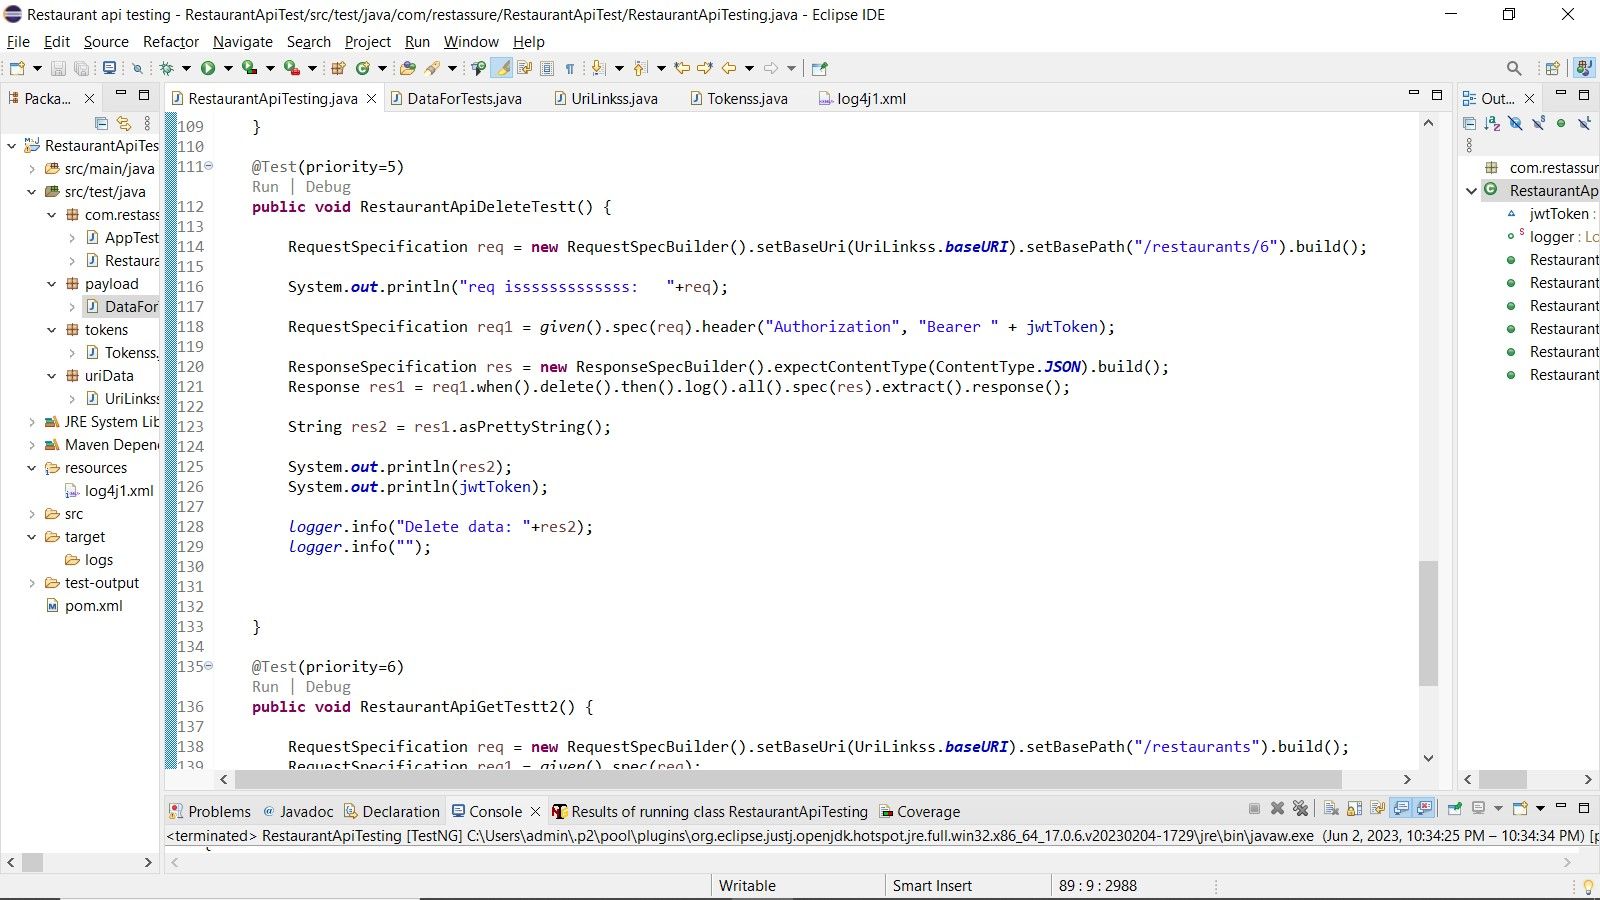 Restaurant api testing - RestaurantApiTest/src/test/java/com/restassure/RestaurantApiTest/RestaurantApiTesting.java - Eclipse IDE
File Edit Source Refactor Navigate Search Project Run Window Help
Packa...
RestaurantApiTes
src/main/java
src/test/java
com.restass
AppTest
Restaura
payload
DataFor
tokens
Tokenss.
uriData
UriLinkss
JRE System Lib
Maven Depen
resources
log4j1.xml
src
target
logs
test-output
pom.xml
RestaurantApiTesting.java DataForTests.java UriLinkss.java Tokenss.java log4j1.xml
109 }
110
111 @Test(priority=5)
Run | Debug
112 public void RestaurantApiDeleteTestt() {
113
114 RequestSpecification req = new RequestSpecBuilder().setBaseUri(UriLinkss.baseURI).setBasePath("/restaurants/6").build();
115
116 System.out.println("req isssssssssssss:   "+req);
117
118 RequestSpecification req1 = given().spec(req).header("Authorization", "Bearer " + jwtToken);
119
120 ResponseSpecification res = new ResponseSpecBuilder().expectContentType(ContentType.JSON).build();
121 Response res1 = req1.when().delete().then().log().all().spec(res).extract().response();
122
123 String res2 = res1.asPrettyString();
124
125 System.out.println(res2);
126 System.out.println(jwtToken);
127
128 logger.info("Delete data: "+res2);
129 logger.info("");
130
131
132
133 }
134
135 @Test(priority=6)
Run | Debug
136 public void RestaurantApiGetTestt2() {
137
138 RequestSpecification req = new RequestSpecBuilder().setBaseUri(UriLinkss.baseURI).setBasePath("/restaurants").build();
139 RequestSpecification req1 = given().spec(req);
Out...
com.restassur
RestaurantAp
jwtToken :
logger : Lo
Restaurant
Restaurant
Restaurant
Restaurant
Restaurant
Restaurant
Problems Javadoc Declaration Console Results of running class RestaurantApiTesting Coverage
<terminated> RestaurantApiTesting [TestNG] C:\Users\admin\.p2\pool\plugins\org.eclipse.justj.openjdk.hotspot.jre.full.win32.x86_64_17.0.6.v20230204-1729\jre\bin\javaw.exe (Jun 2, 2023, 10:34:25 PM – 10:34:34 PM) [p
Writable Smart Insert 89 : 9 : 2988